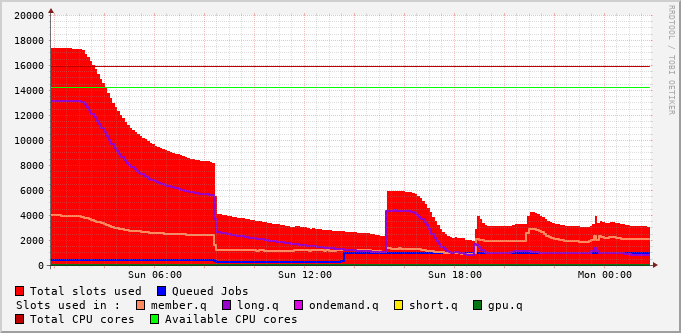 RRDTOOL / TOBI OETIKER
20000
18000
16000
14000
12000
10000
8000
6000
4000
2000
0
Sun 06:00 Sun 12:00 Sun 18:00 Mon 00:00
Total slots used Queued Jobs
Slots used in : member.q long.q ondemand.q short.q gpu.q
Total CPU cores Available CPU cores